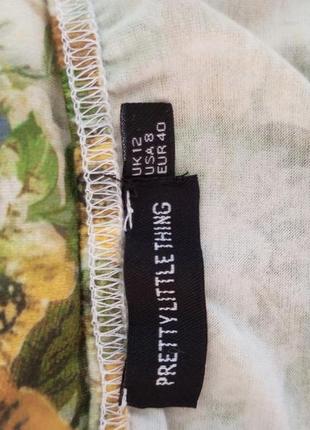 UK 12
USA 8
EUR 40
PRETTYLITTLETHING